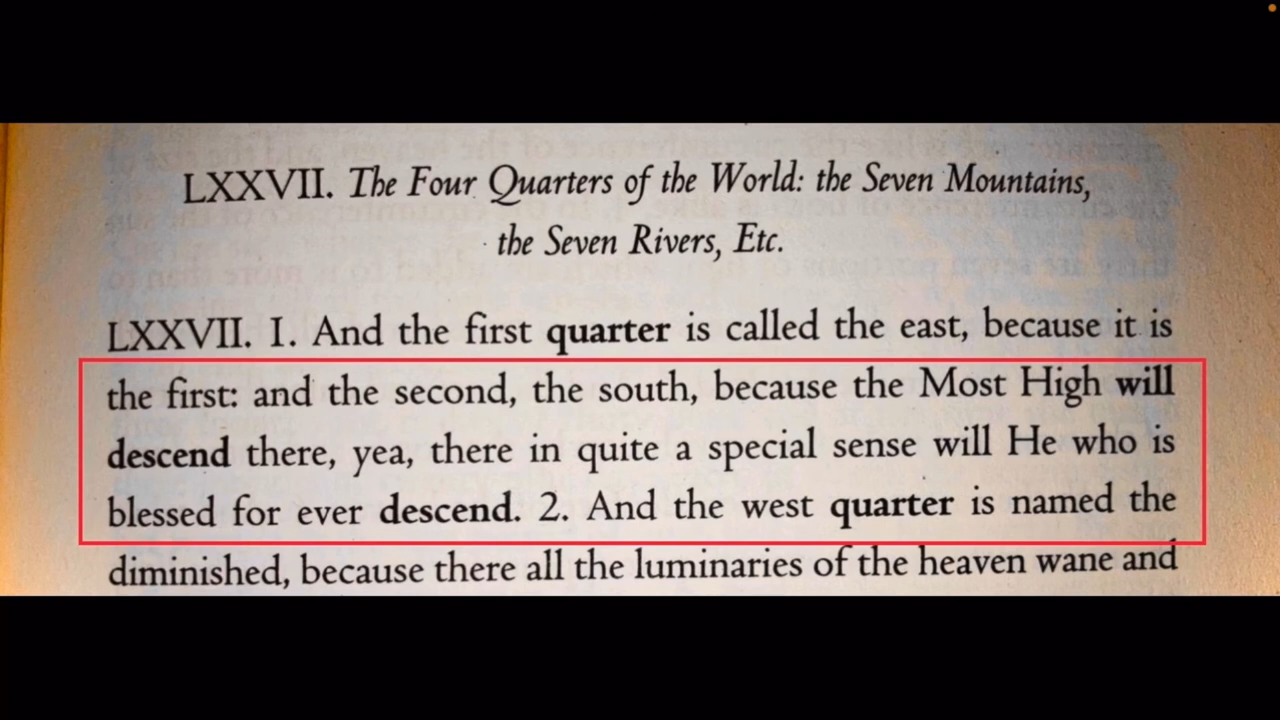 LXXVII. The Four Quarters of the World: the Seven Mountains,
the Seven Rivers, Etc.
LXXVII. I. And the first quarter is called the east, because it is
the first: and the second, the south, because the Most High will
descend there, yea, there in quite a special sense will He who is
blessed for ever descend. 2. And the west quarter is named the
diminished, because there all the luminaries of the heaven wane and